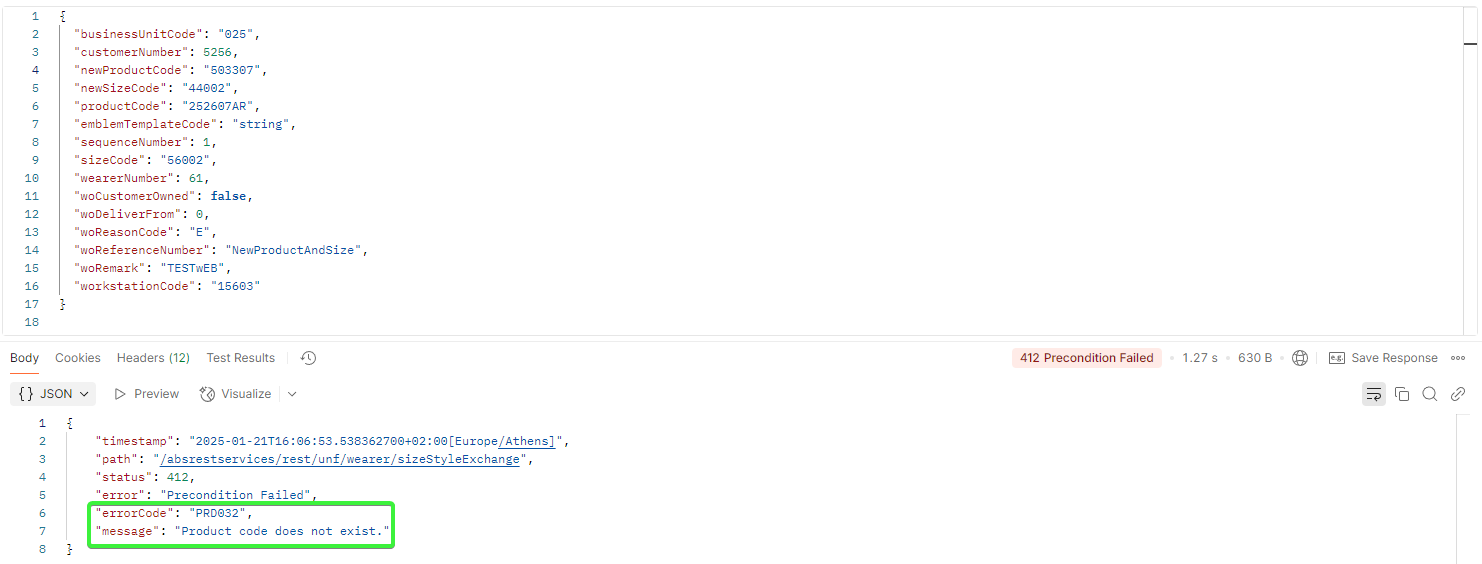 1 {
2 "businessUnitCode": "025",
3 "customerNumber": 5256,
4 "newProductCode": "503307",
5 "newSizeCode": "44002",
6 "productCode": "252607AR",
7 "emblemTemplateCode": "string",
8 "sequenceNumber": 1,
9 "sizeCode": "56002",
10 "wearerNumber": 61,
11 "woCustomerOwned": false,
12 "woDeliverFrom": 0,
13 "woReasonCode": "E",
14 "woReferenceNumber": "NewProductAndSize",
15 "woRemark": "TESTwEB",
16 "workstationCode": "15603"
17 }
18
Body Cookies Headers (12) Test Results 412 Precondition Failed • 1.27 s • 630 B • e.g. Save Response
{} JSON Preview Visualize
1 {
2 "timestamp": "2025-01-21T16:06:53.538362700+02:00[Europe/Athens]",
3 "path": "/absrestservices/rest/unf/wearer/sizeStyleExchange",
4 "status": 412,
5 "error": "Precondition Failed",
6 "errorCode": "PRD032",
7 "message": "Product code does not exist."
8 }